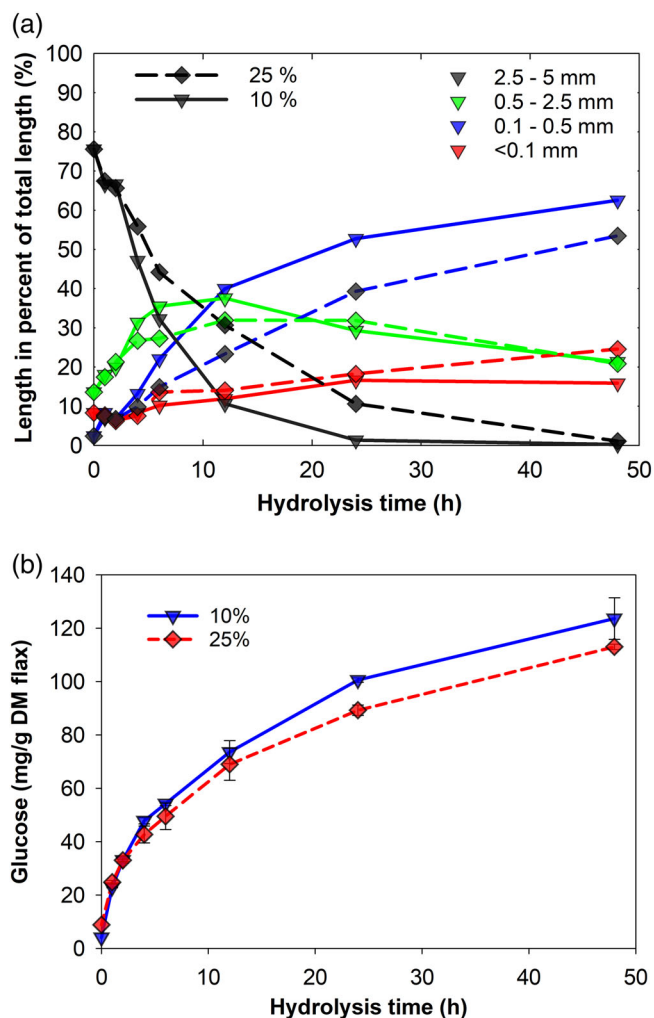 (a)
100
90
80
70
60
50
40
30
20
10
0
Length in percent of total length (%)
25 %
10 %
2.5 - 5 mm
0.5 - 2.5 mm
0.1 - 0.5 mm
<0.1 mm
0 10 20 30 40 50
Hydrolysis time (h)
(b)
140
120
100
80
60
40
20
0
Glucose (mg/g DM flax)
10%
25%
0 10 20 30 40 50
Hydrolysis time (h)